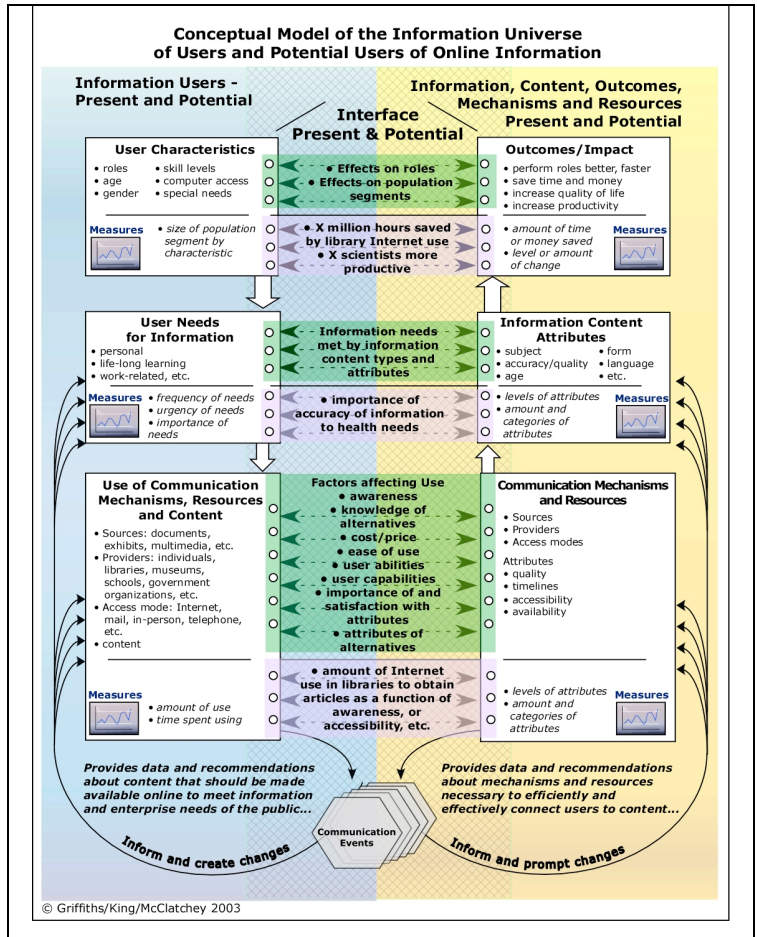 Conceptual Model of the Information Universe
of Users and Potential Users of Online Information
Information Users -
Present and Potential
Information, Content, Outcomes,
Mechanisms and Resources
Present and Potential
Interface
Present & Potential
User Characteristics
• roles
• age
• gender
• skill levels
• computer access
• special needs
Measures
• size of population
segment by
characteristic
• Effects on roles
• Effects on population
segments
• X million hours saved
by library Internet use
• X scientists more
productive
Outcomes/Impact
• perform roles better, faster
• save time and money
• increase quality of life
• increase productivity
• amount of time
or money saved
• level or amount
of change
Measures
User Needs
for Information
• personal
• life-long learning
• work-related, etc.
Measures
• frequency of needs
• urgency of needs
• importance of
needs
Information needs
met by information
content types and
attributes
• importance of
accuracy of information
to health needs
Information Content
Attributes
• subject
• accuracy/quality
• age
• form
• language
• etc.
• levels of attributes
• amount and
categories of
attributes
Measures
Use of Communication
Mechanisms, Resources
and Content
• Sources: documents,
exhibits, multimedia, etc.
• Providers: individuals,
libraries, museums,
schools, government
organizations, etc.
• Access mode: Internet,
mail, in-person, telephone,
etc.
• content
Measures
• amount of use
• time spent using
Factors affecting Use
• awareness
• knowledge of
alternatives
• cost/price
• ease of use
• user abilities
• user capabilities
• importance of and
satisfaction with
attributes
• attributes of
alternatives
• amount of Internet
use in libraries to obtain
articles as a function of
awareness, or
accessibility, etc.
Communication Mechanisms
and Resources
• Sources
• Providers
• Access modes
Attributes
• quality
• timelines
• accessibility
• availability
• levels of attributes
• amount and
categories of
attributes
Measures
Provides data and recommendations
about content that should be made
available online to meet information
and enterprise needs of the public...
Provides data and recommendations
about mechanisms and resources
necessary to efficiently and
effectively connect users to content...
Communication
Events
Inform and create changes
Inform and prompt changes
© Griffiths/King/McClatchey 2003